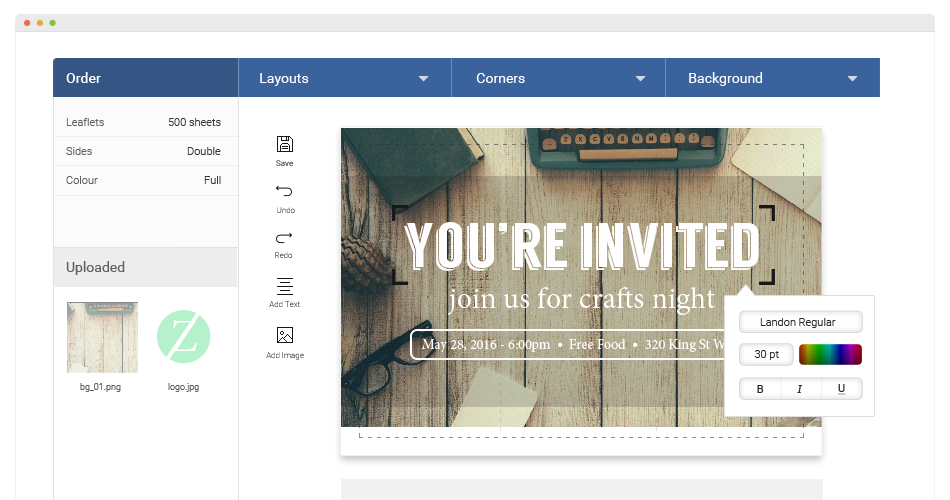 Order
Layouts
Corners
Background
Leaflets 500 sheets
Sides Double
Colour Full
Uploaded
bg_01.png
logo.jpg
Z
Save
Undo
Redo
Add Text
Add Image
YOU'RE INVITED
join us for crafts night
May 28, 2016 - 6:00pm • Free Food • 320 King St W
Landon Regular
30 pt
B I U